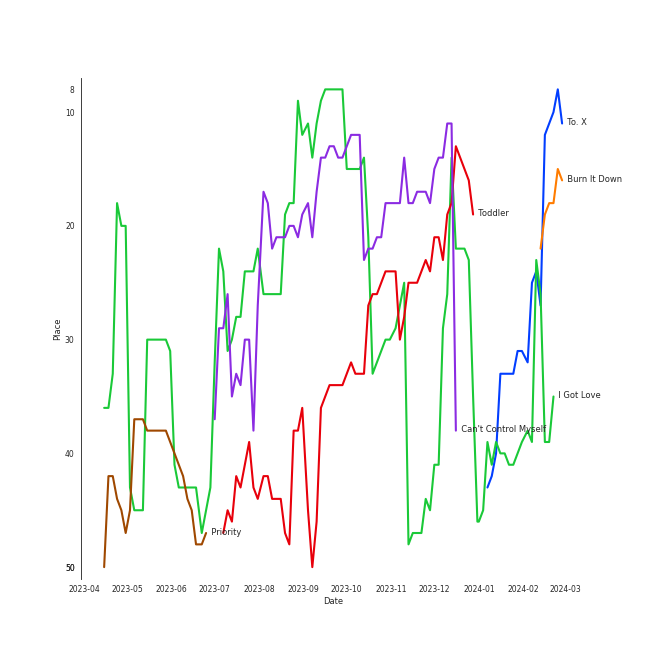 8
10
To. X
Burn It Down
Toddler
20
Place
30
I Got Love
Can't Control Myself
40
Priority
50
2023-04 2023-05 2023-06 2023-07 2023-08 2023-09 2023-10 2023-11 2023-12 2024-01 2024-02 2024-03
Date